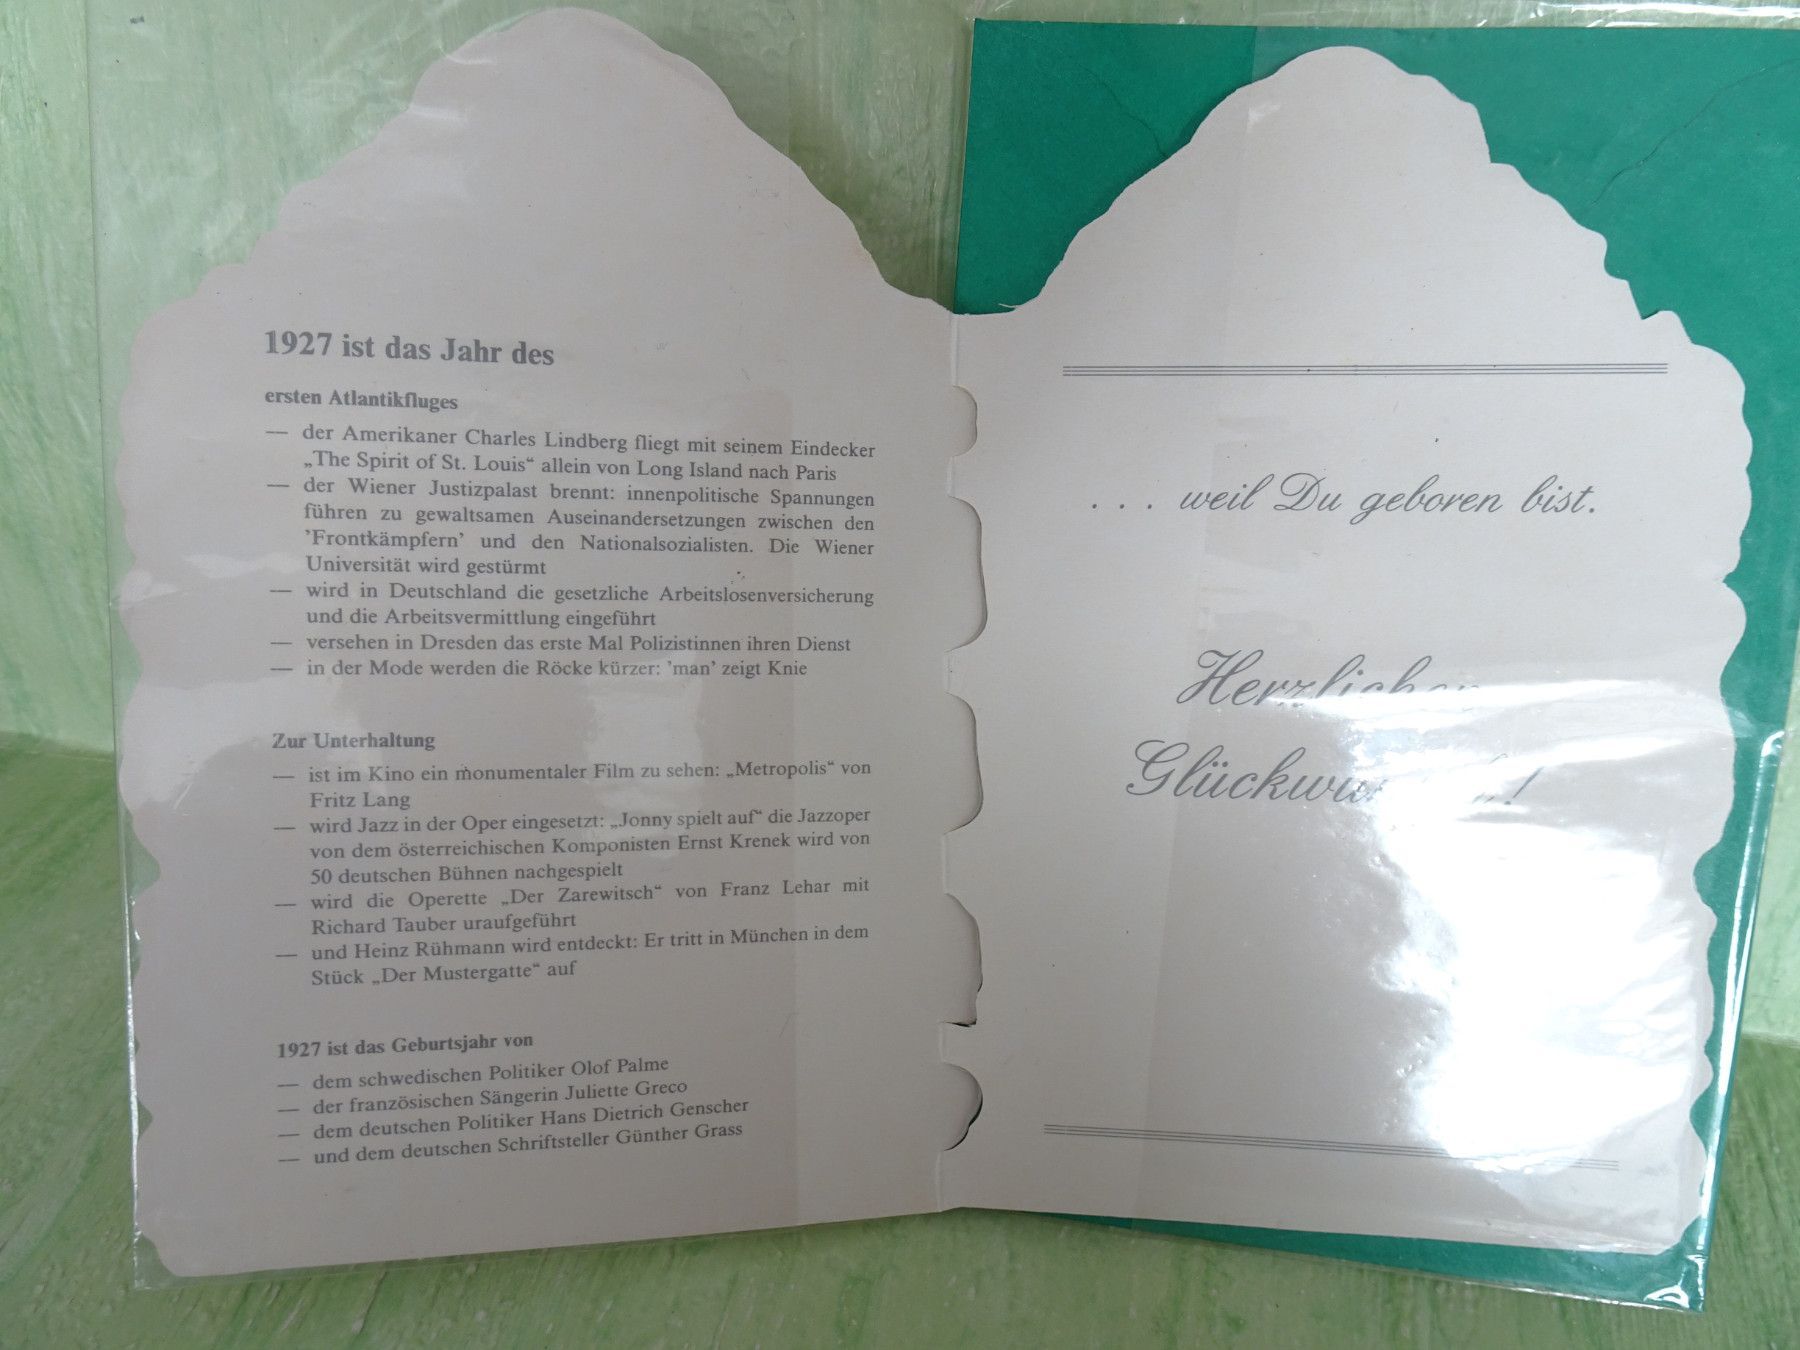 1927 ist das Jahr des
ersten Atlantikfluges
— der Amerikaner Charles Lindberg fliegt mit seinem Eindecker
„The Spirit of St. Louis“ allein von Long Island nach Paris
— der Wiener Justizpalast brennt: innenpolitische Spannungen
führen zu gewaltsamen Auseinandersetzungen zwischen den
'Frontkämpfern' und den Nationalsozialisten. Die Wiener
Universität wird gestürmt
— wird in Deutschland die gesetzliche Arbeitslosenversicherung
und die Arbeitsvermittlung eingeführt
— versehen in Dresden das erste Mal Polizistinnen ihren Dienst
— in der Mode werden die Röcke kürzer: 'man' zeigt Knie
Zur Unterhaltung
— ist im Kino ein monumentaler Film zu sehen: „Metropolis“ von
Fritz Lang
— wird Jazz in der Oper eingesetzt: „Jonny spielt auf“ die Jazzoper
von dem österreichischen Komponisten Ernst Krenek wird von
50 deutschen Bühnen nachgespielt
— wird die Operette „Der Zarewitsch“ von Franz Lehar mit
Richard Tauber uraufgeführt
— und Heinz Rühmann wird entdeckt: Er tritt in München in dem
Stück „Der Mustergatte“ auf
1927 ist das Geburtsjahr von
— dem schwedischen Politiker Olof Palme
— der französischen Sängerin Juliette Greco
— dem deutschen Politiker Hans Dietrich Genscher
— und dem deutschen Schriftsteller Günther Grass
. . . weil Du geboren bist.
Herzlichen